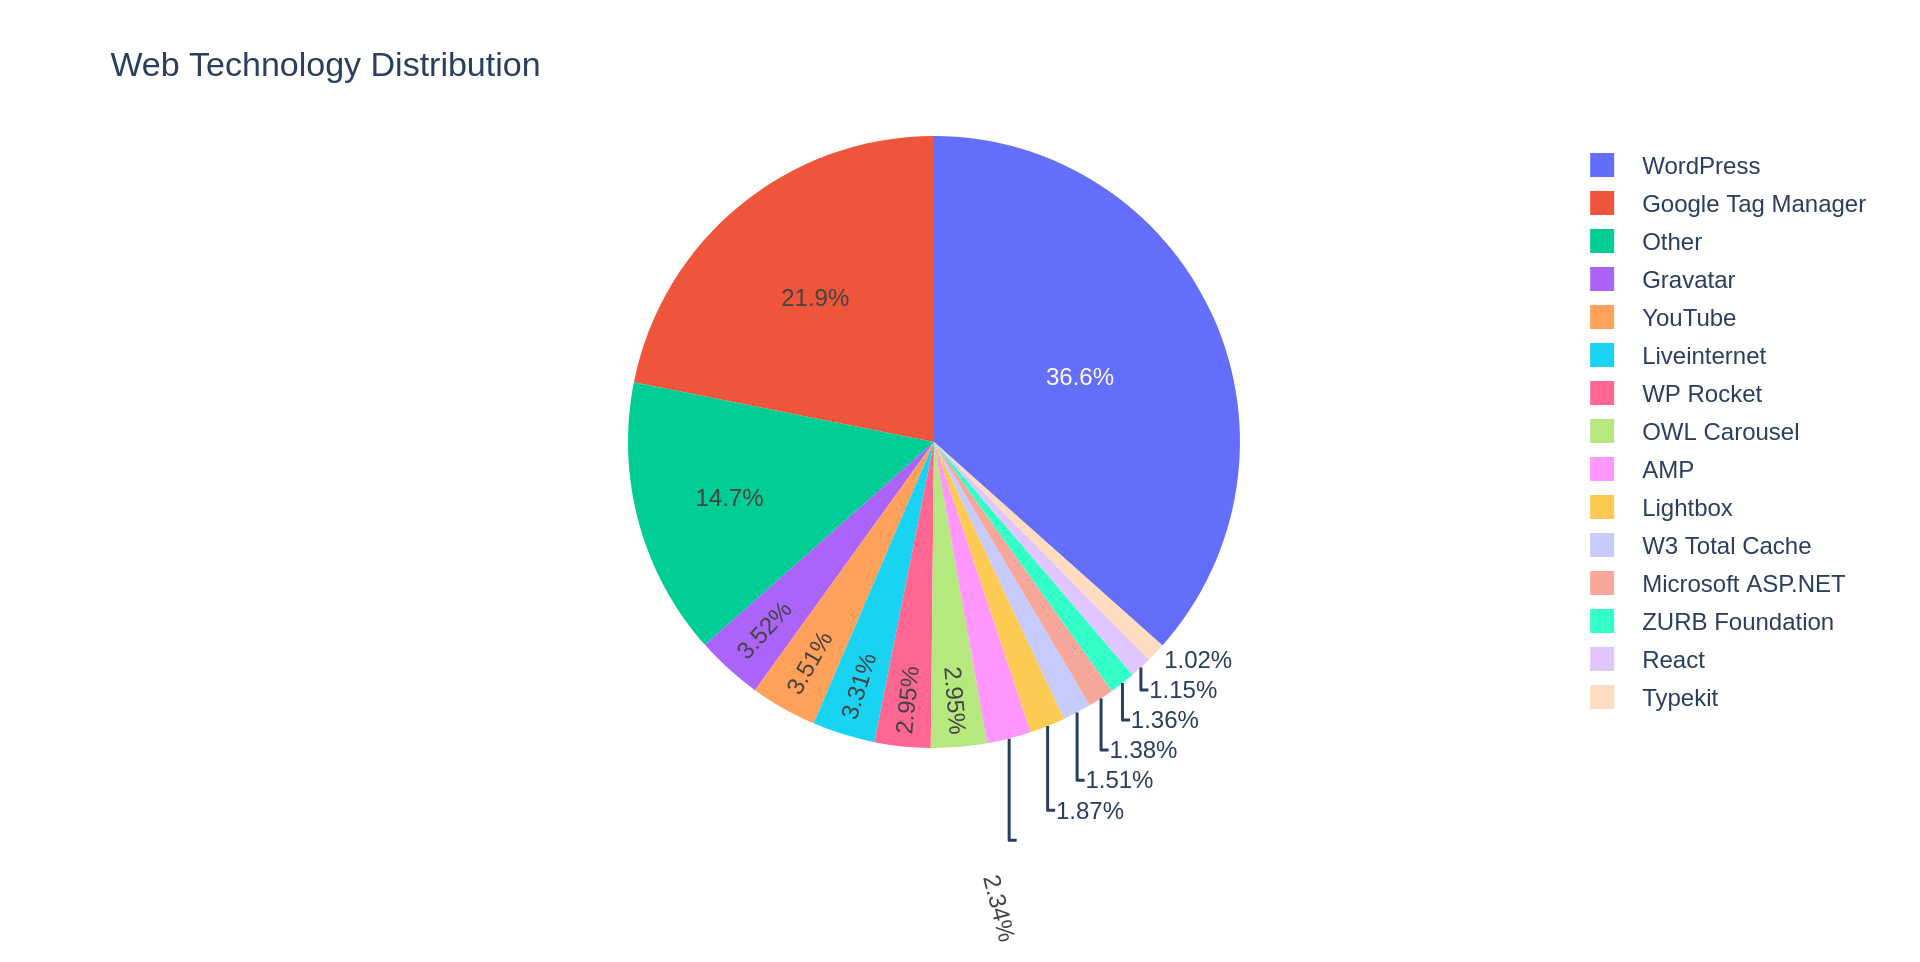 Web Technology Distribution
36.6%
21.9%
14.7%
3.52%
3.51%
3.31%
2.95%
2.95%
2.34%
1.87%
1.51%
1.38%
1.36%
1.15%
1.02%
WordPress
Google Tag Manager
Other
Gravatar
YouTube
Liveinternet
WP Rocket
OWL Carousel
AMP
Lightbox
W3 Total Cache
Microsoft ASP.NET
ZURB Foundation
React
Typekit